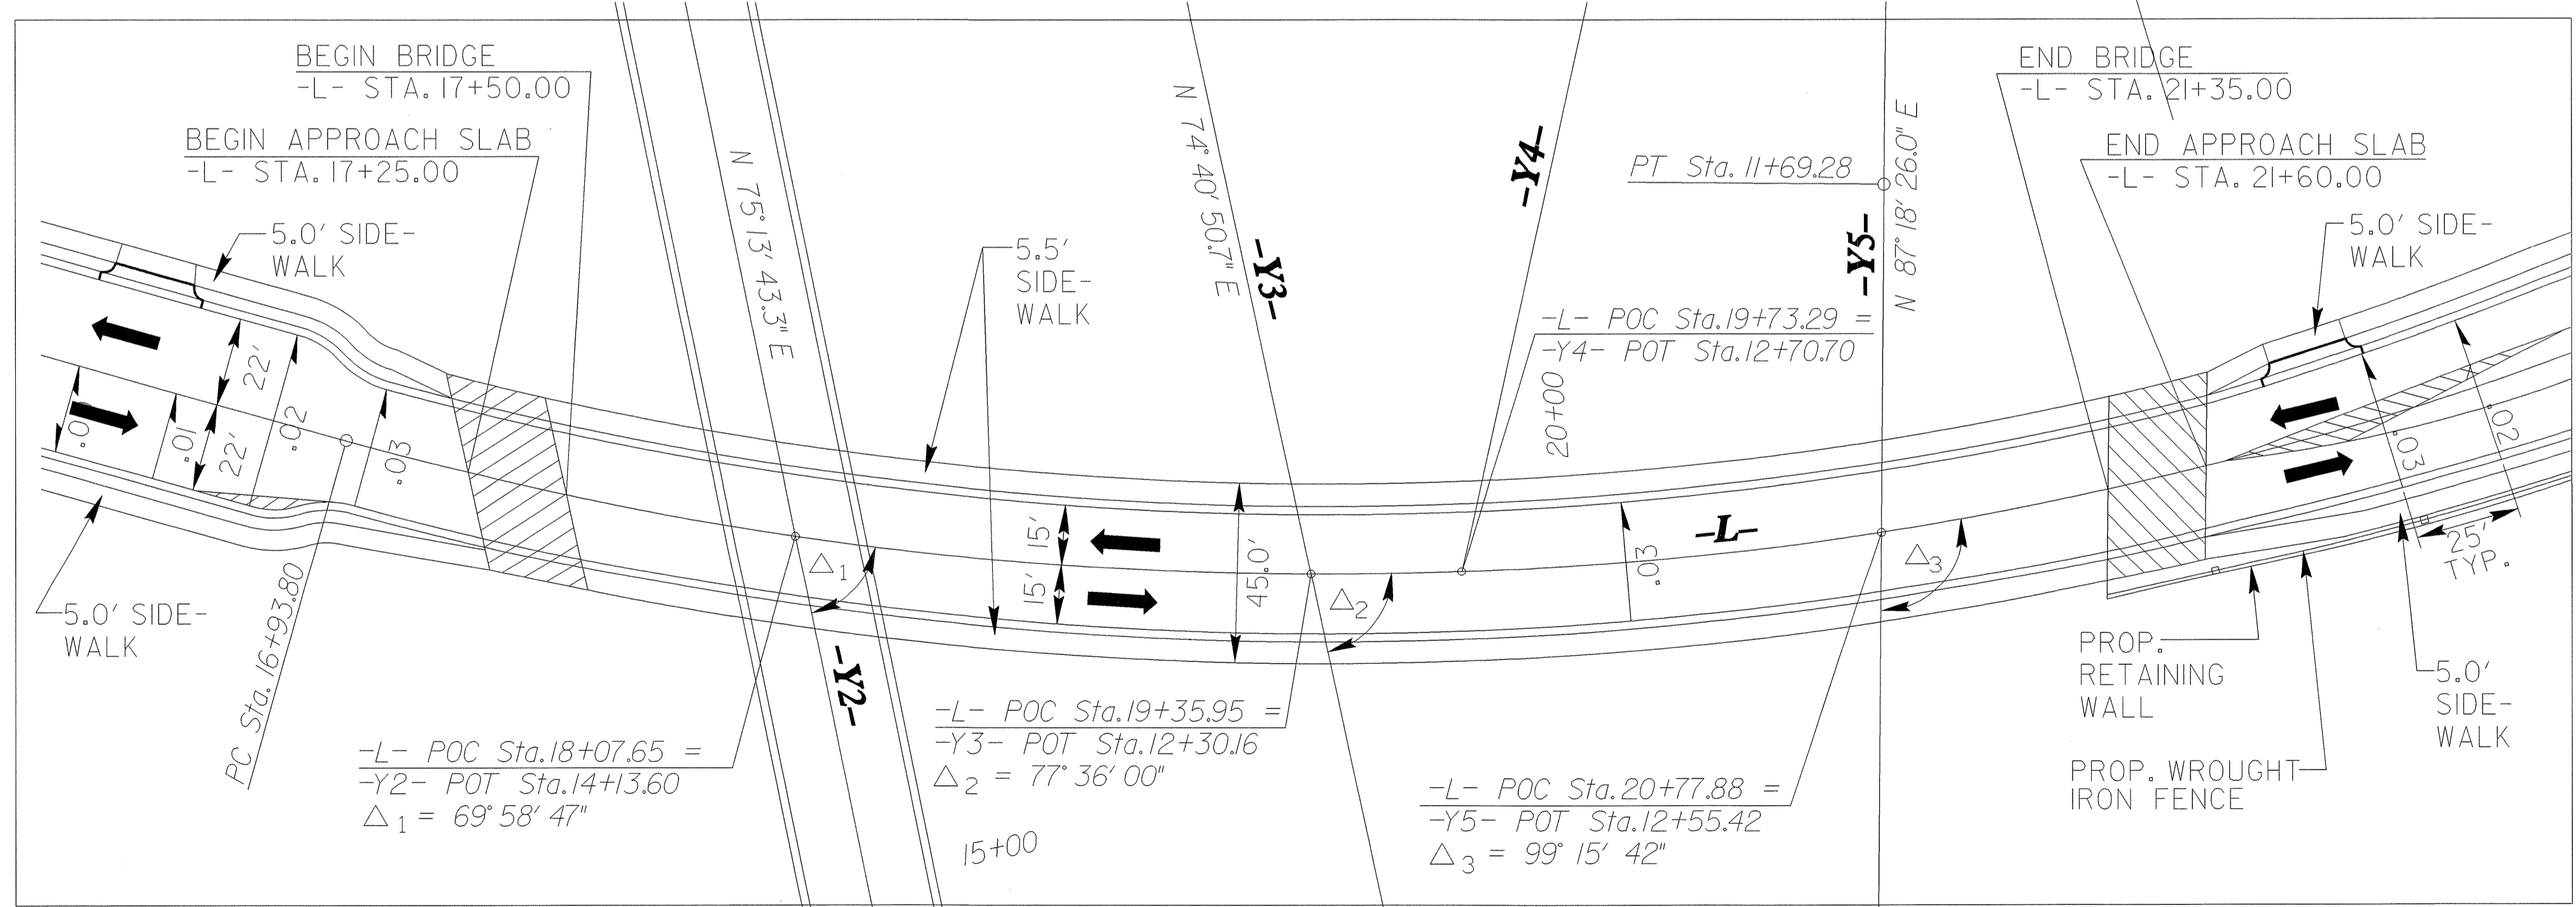 BEGIN BRIDGE
-L- STA. 17+50.00
BEGIN APPROACH SLAB
-L- STA. 17+25.00
5.0' SIDE-
WALK
N 75° 13' 43.3" E
5.5'
SIDE-
WALK
N 74° 40' 50.7" E
-Y3-
-Y4-
PT Sta. 11+69.28
-Y5-
N 87° 18' 26.0" E
END BRIDGE
-L- STA. 21+35.00
END APPROACH SLAB
-L- STA. 21+60.00
5.0' SIDE-
WALK
-L- POC Sta.19+73.29 =
-Y4- POT Sta.12+70.70
20+00
22'
22'
.01
.02
.03
15'
15'
45.0'
.03
-L-
.03
.02
25'
TYP.
△1
△2
△3
5.0' SIDE-
WALK
PC Sta. 16+93.80
-L- POC Sta.18+07.65 =
-Y2- POT Sta.14+13.60
△1 = 69° 58' 47"
-Y2-
-L- POC Sta.19+35.95 =
-Y3- POT Sta.12+30.16
△2 = 77° 36' 00"
15+00
-L- POC Sta.20+77.88 =
-Y5- POT Sta.12+55.42
△3 = 99° 15' 42"
PROP.
RETAINING
WALL
5.0'
SIDE-
WALK
PROP. WROUGHT
IRON FENCE